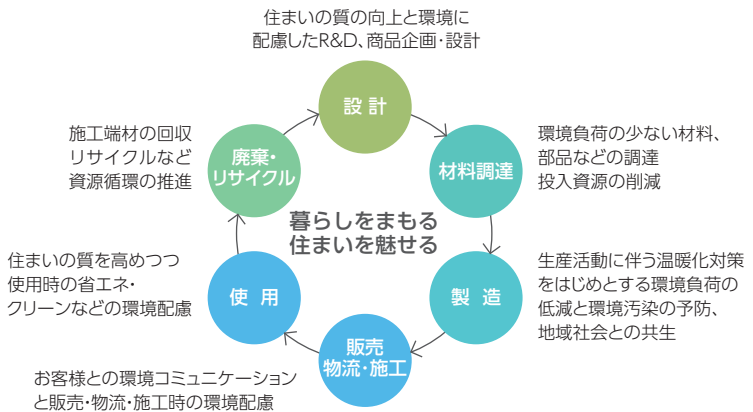 住まいの質の向上と環境に
配慮したR&D、商品企画・設計
設計
材料調達
環境負荷の少ない材料、
部品などの調達
投入資源の削減
製造
生産活動に伴う温暖化対策
をはじめとする環境負荷の
低減と環境汚染の予防、
地域社会との共生
販売
物流・施工
お客様との環境コミュニケーション
と販売・物流・施工時の環境配慮
使用
住まいの質を高めつつ
使用時の省エネ・
クリーンなどの環境配慮
廃棄・
リサイクル
施工端材の回収
リサイクルなど
資源循環の推進
暮らしをまもる
住まいを魅せる